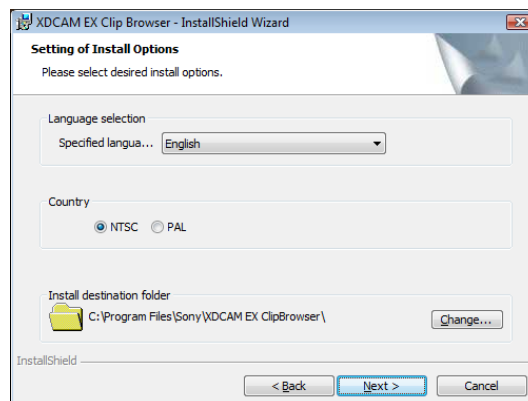 XDCAM EX Clip Browser - InstallShield Wizard
Setting of Install Options
Please select desired install options.
Language selection
Specified langua... English
Country
NTSC PAL
Install destination folder
C:\Program Files\Sony\XDCAM EX ClipBrowser\
Change...
InstallShield
< Back Next > Cancel